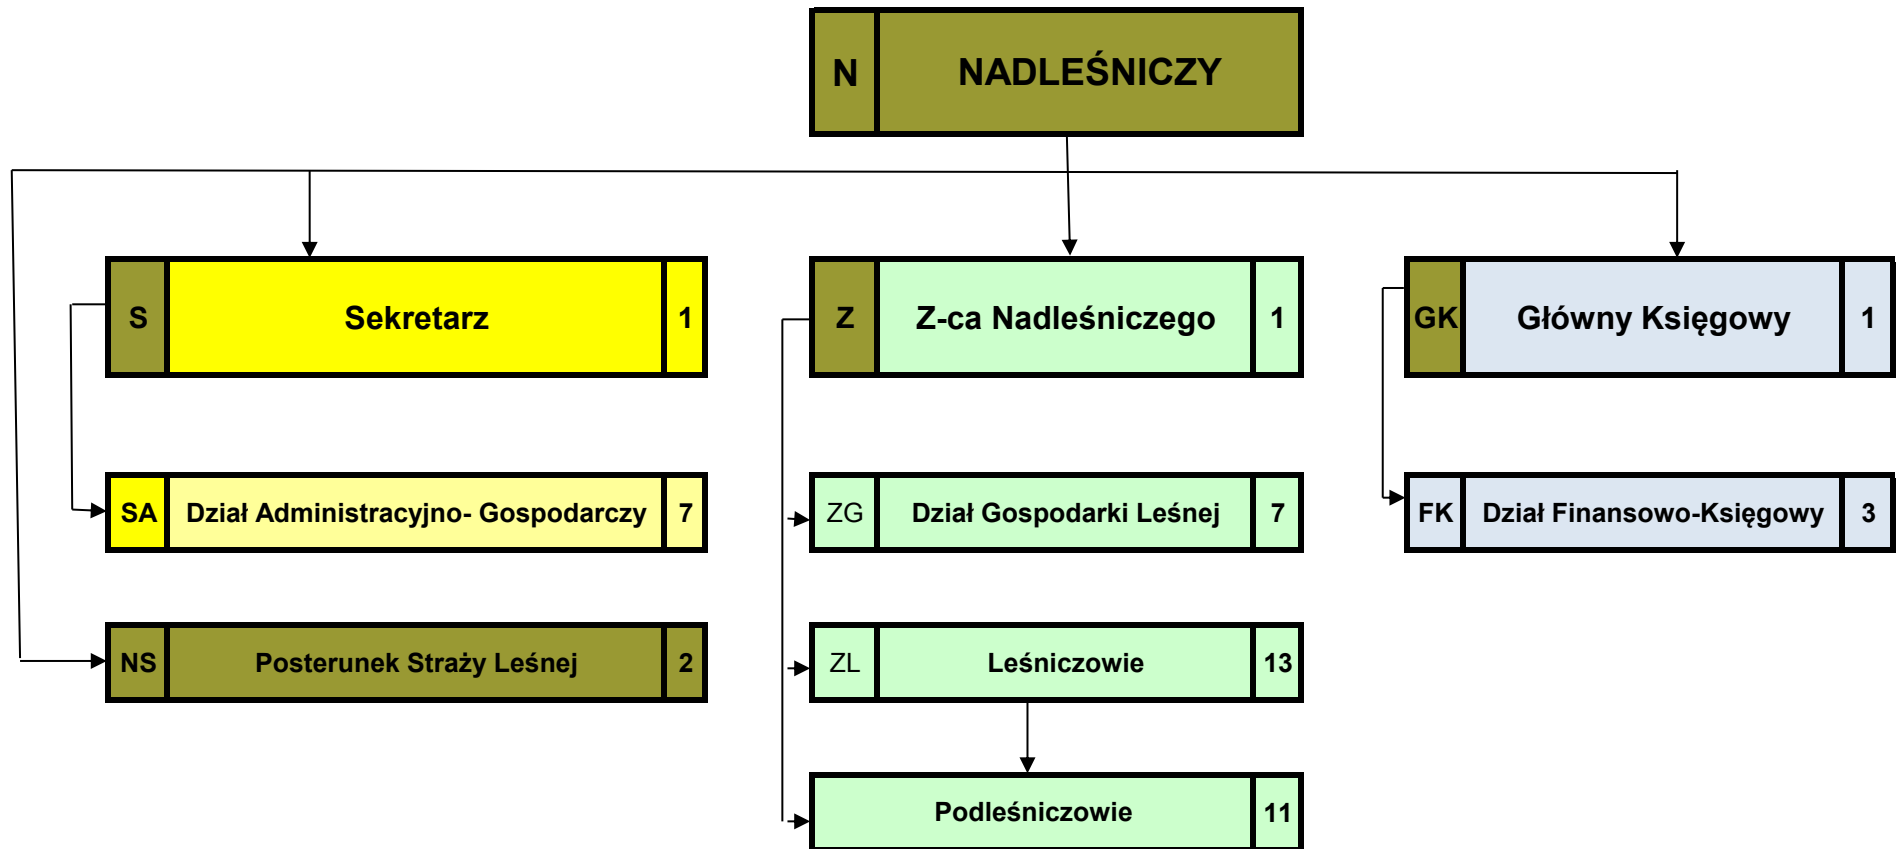 N NADLEŚNICZY
S Sekretarz 1
Z Z-ca Nadleśniczego 1
GK Główny Księgowy 1
SA Dział Administracyjno- Gospodarczy 7
ZG Dział Gospodarki Leśnej 7
FK Dział Finansowo-Księgowy 3
NS Posterunek Straży Leśnej 2
ZL Leśniczowie 13
Podleśniczowie 11